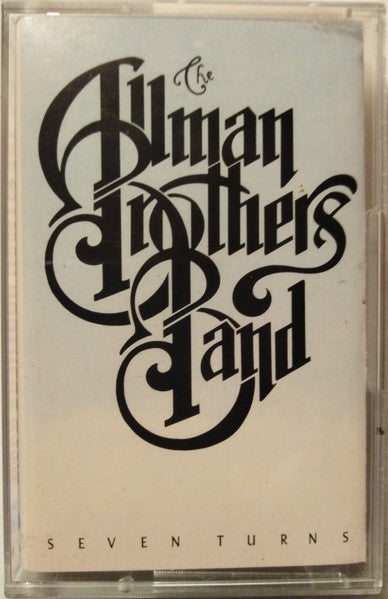 The
Allman
Brothers
Band
SEVEN TURNS